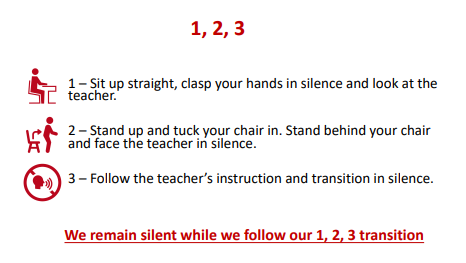 1, 2, 3
1 – Sit up straight, clasp your hands in silence and look at the
teacher.
2 – Stand up and tuck your chair in. Stand behind your chair
and face the teacher in silence.
3 – Follow the teacher’s instruction and transition in silence.
We remain silent while we follow our 1, 2, 3 transition